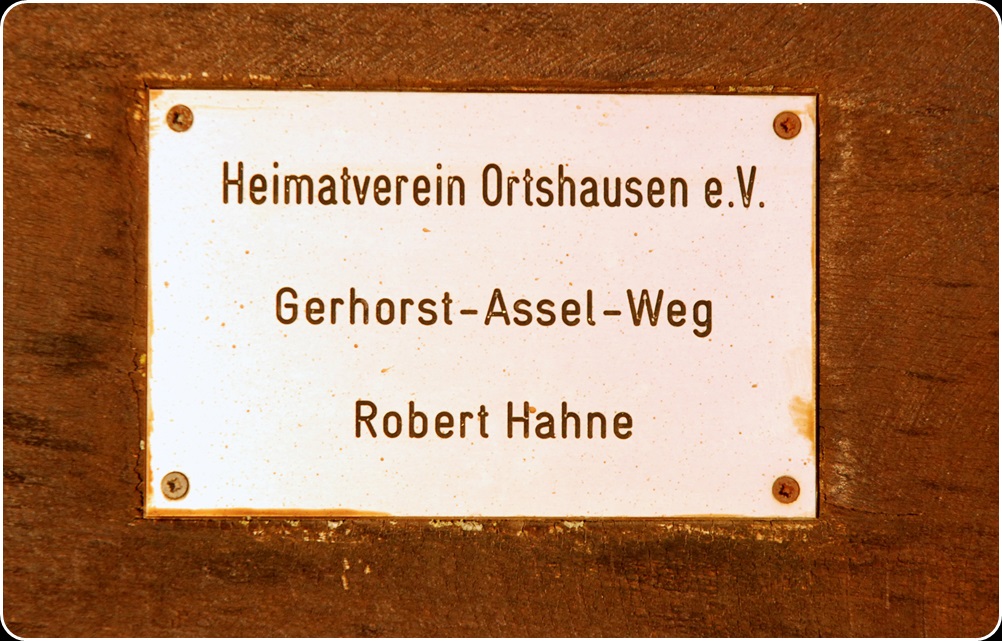 Heimatverein Ortshausen e.V.
Gerhorst-Assel-Weg
Robert Hahne